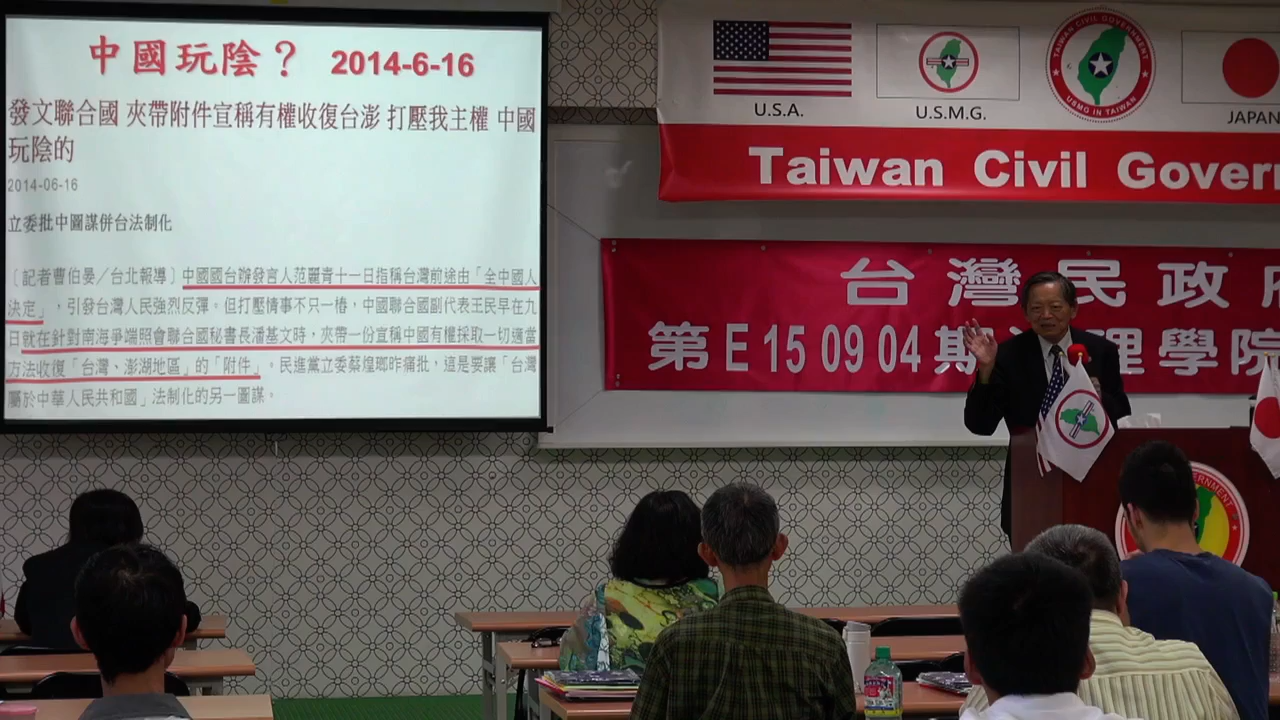 中國玩陰？ 2014-6-16
發文聯合國 夾帶附件宣稱有權收復台澎 打壓我主權 中國
玩陰的
2014-06-16
立委批中圖謀併台法制化
〔記者曹伯晏／台北報導〕中國國台辦發言人范麗青十一日指稱台灣前途由「全中國人
決定」，引發台灣人民強烈反彈。但打壓情事不只一樁，中國聯合國副代表王民早在九
日就在針對南海爭端照會聯合國秘書長潘基文時，夾帶一份宣稱中國有權採取一切適當
方法收復「台灣、澎湖地區」的「附件」。民進黨立委蔡煌瑯昨痛批，這是要讓「台灣
屬於中華人民共和國」法制化的另一圖謀。
U.S.A.
U.S.M.G.
TAIWAN CIVIL GOVERNMENT
USMG IN TAIWAN
JAPAN
Taiwan Civil Gover
台灣民政府
第E150904期
理學院